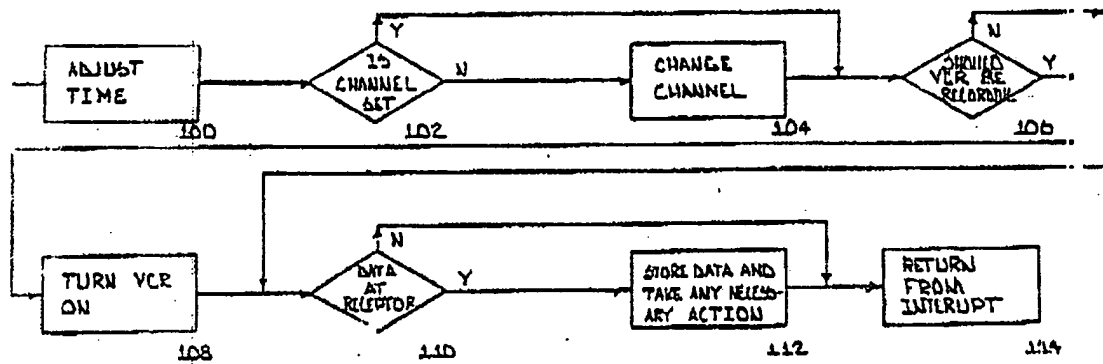 ADJUST
TIME
100
Y
IS
CHANNEL
SET
N
102
CHANGE
CHANNEL
104
N
SHOULD
VCR BE
RECORDING
Y
106
TURN VCR
ON
108
N
DATA
AT
RECEPTOR
Y
110
STORE DATA AND
TAKE ANY NECESS-
ARY ACTION
112
RETURN
FROM
INTERUPT
114